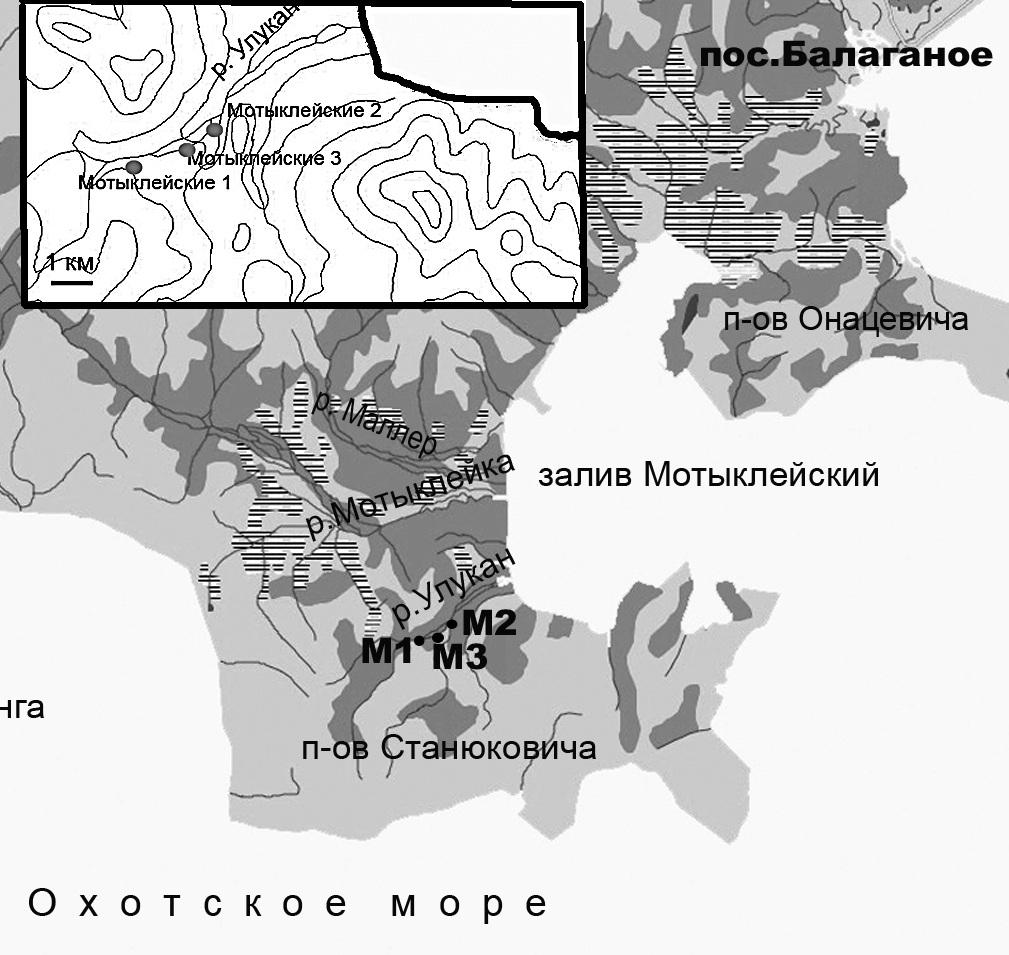 р. Улукан
Мотыклейские 2
Мотыклейские 3
Мотыклейские 1
1 км
пос.Балаганое
п-ов Онацевича
р. Маллер
залив Мотыклейский
р.Мотыклейка
р.Улукан
М2
М1
М3
нга
п-ов Станюковича
Охотское море